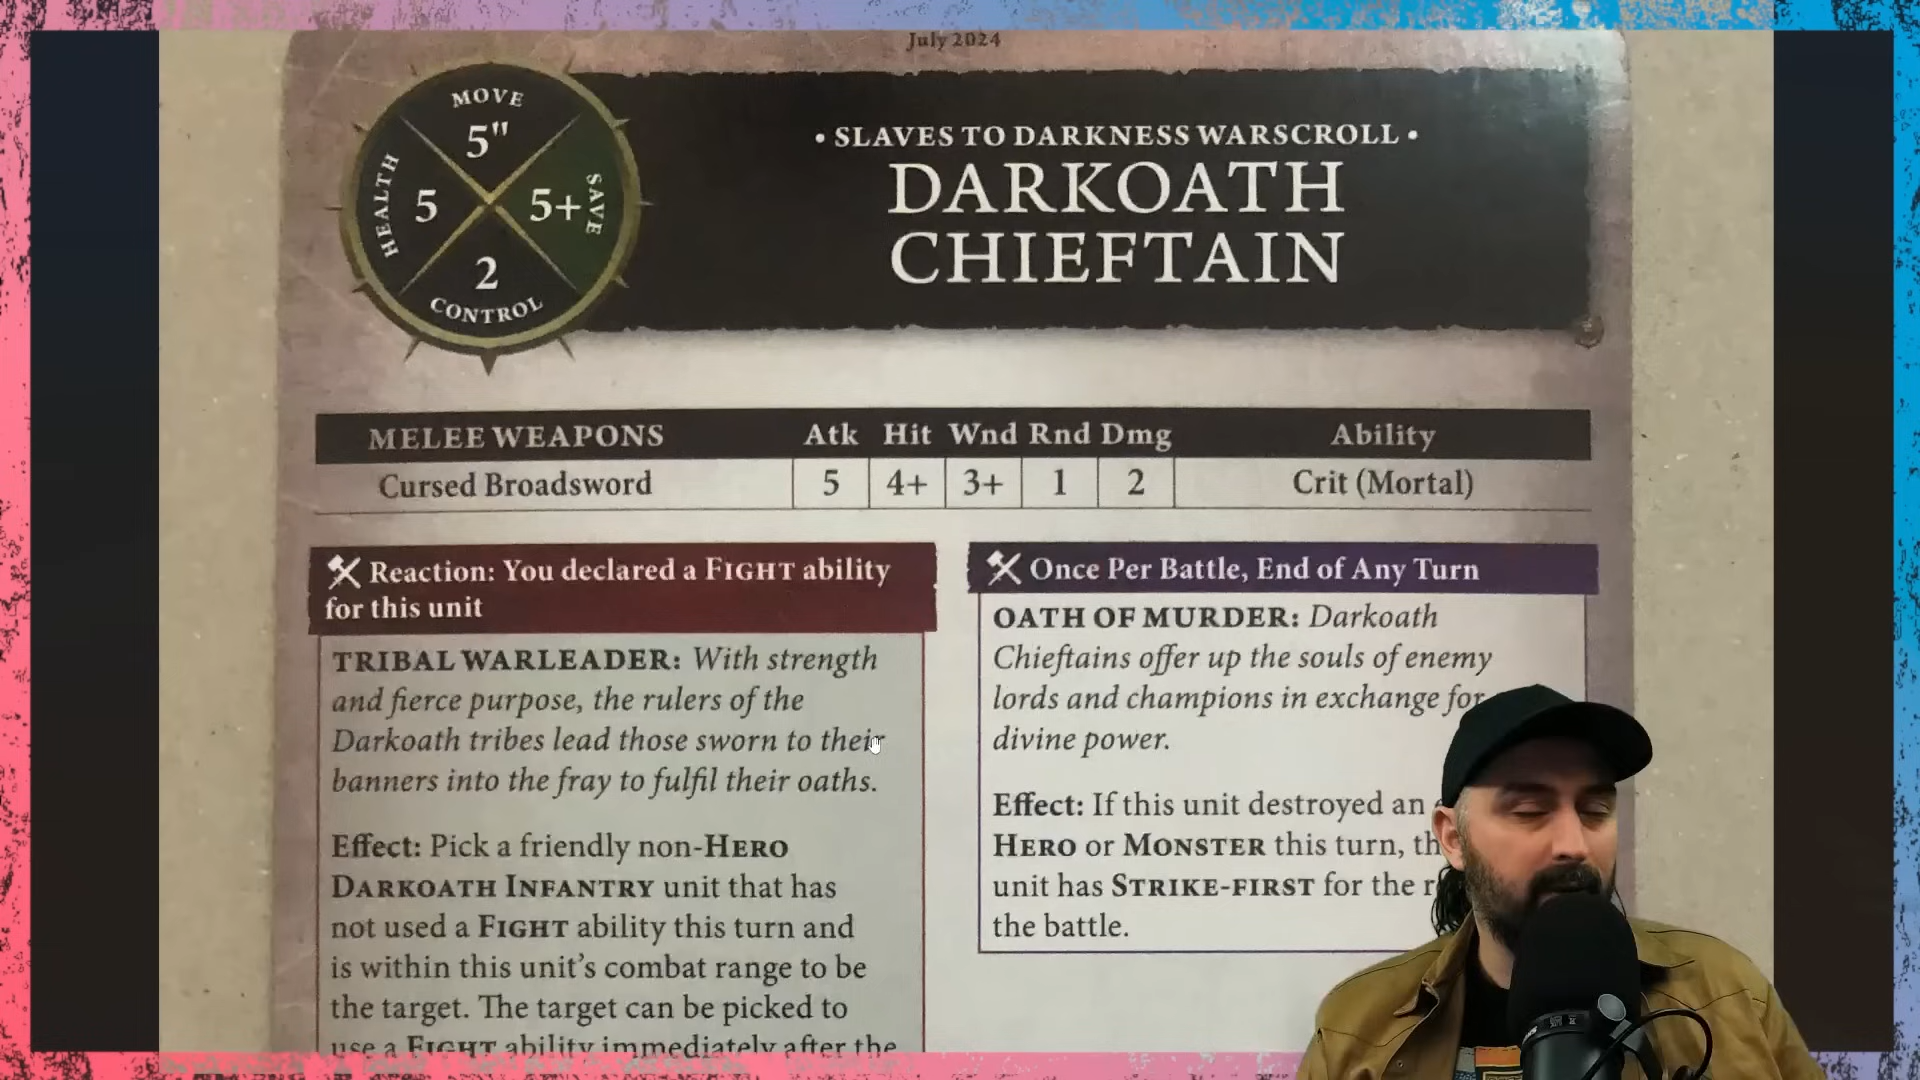 July 2024
MOVE
5"
HEALTH
5
5+
SAVE
2
CONTROL
• SLAVES TO DARKNESS WARSCROLL •
DARKOATH
CHIEFTAIN
MELEE WEAPONS Atk Hit Wnd Rnd Dmg Ability
Cursed Broadsword 5 4+ 3+ 1 2 Crit (Mortal)
Reaction: You declared a FIGHT ability
for this unit
TRIBAL WARLEADER: With strength
and fierce purpose, the rulers of the
Darkoath tribes lead those sworn to their
banners into the fray to fulfil their oaths.
Effect: Pick a friendly non-HERO
DARKOATH INFANTRY unit that has
not used a FIGHT ability this turn and
is within this unit's combat range to be
the target. The target can be picked to
use a FIGHT ability immediately after the
Once Per Battle, End of Any Turn
OATH OF MURDER: Darkoath
Chieftains offer up the souls of enemy
lords and champions in exchange for
divine power.
Effect: If this unit destroyed an
HERO or MONSTER this turn,
unit has STRIKE-FIRST for the
the battle.